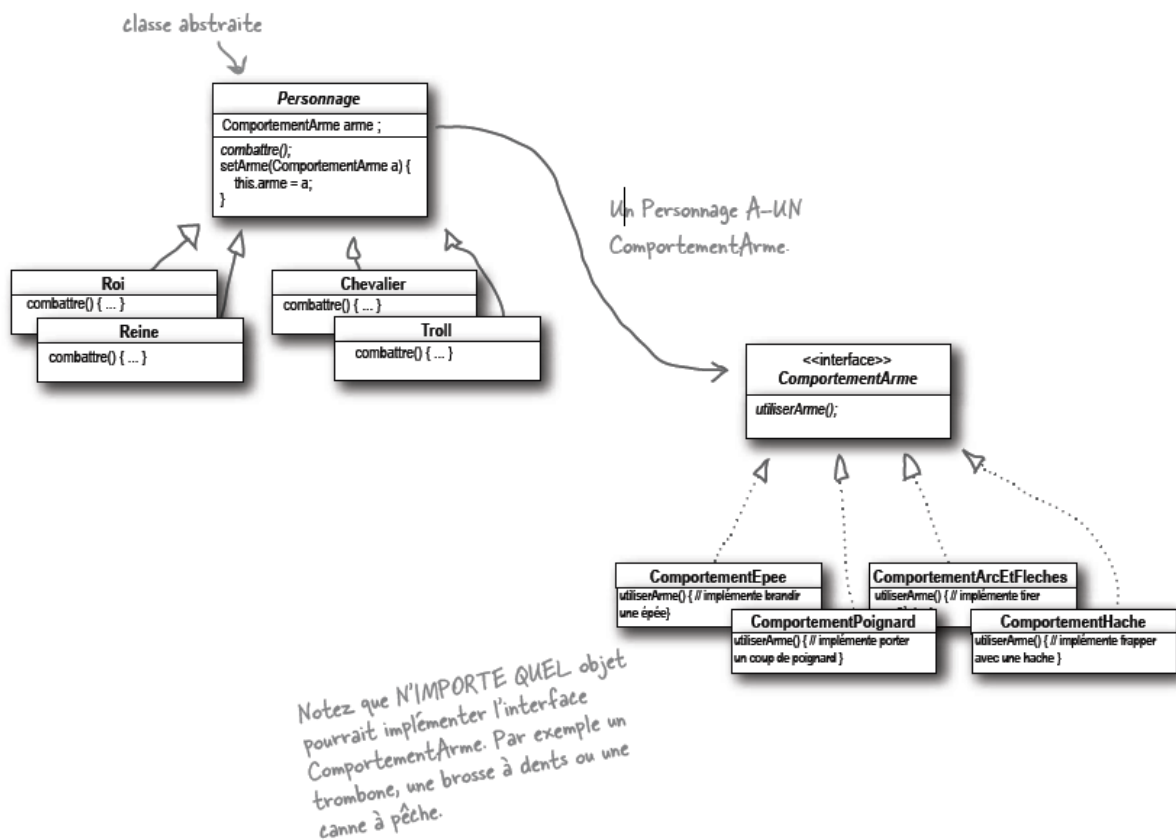 classe abstraite
Personnage
ComportementArme arme ;
combattre();
setArme(ComportementArme a) {
this.arme = a;
}
Un Personnage A-UN
ComportementArme.
Roi
combattre() { ... }
Reine
combattre() { ... }
Chevalier
combattre() { ... }
Troll
combattre() { ... }
<<interface>>
ComportementArme
utiliserArme();
ComportementEpee
utiliserArme() { // implémente brandir
une épée}
ComportementPoignard
utiliserArme() { // implémente porter
un coup de poignard }
ComportementArcEtFleches
utiliserArme() { // implémente tirer
ComportementHache
utiliserArme() { // implémente frapper
avec une hache }
Notez que N'IMPORTE QUEL objet
pourrait implémenter l'interface
ComportementArme. Par exemple un
trombone, une brosse à dents ou une
canne à pêche.